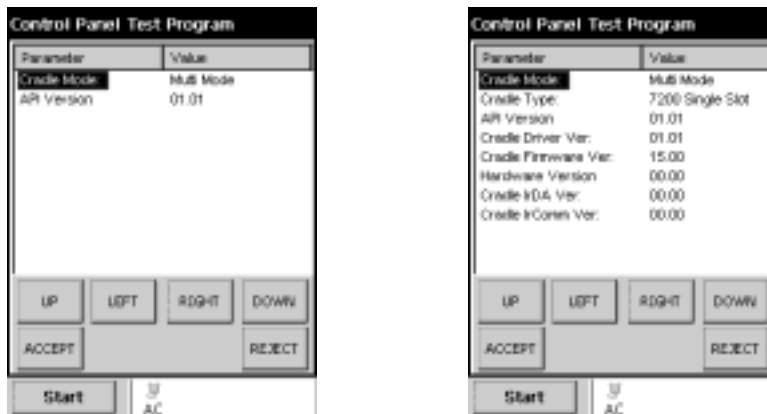 Control Panel Test Program
Parameter Value
Cradle Mode: Multi Mode
API Version 01.01
UP LEFT RIGHT DOWN
ACCEPT REJECT
Start AC
Control Panel Test Program
Parameter Value
Cradle Mode: Multi Mode
Cradle Type: 7200 Single Slot
API Version 01.01
Cradle Driver Ver: 01.01
Cradle Firmware Ver: 15.00
Hardware Version 00.00
Cradle IrDA Ver: 00.00
Cradle IrComm Ver: 00.00
UP LEFT RIGHT DOWN
ACCEPT REJECT
Start AC